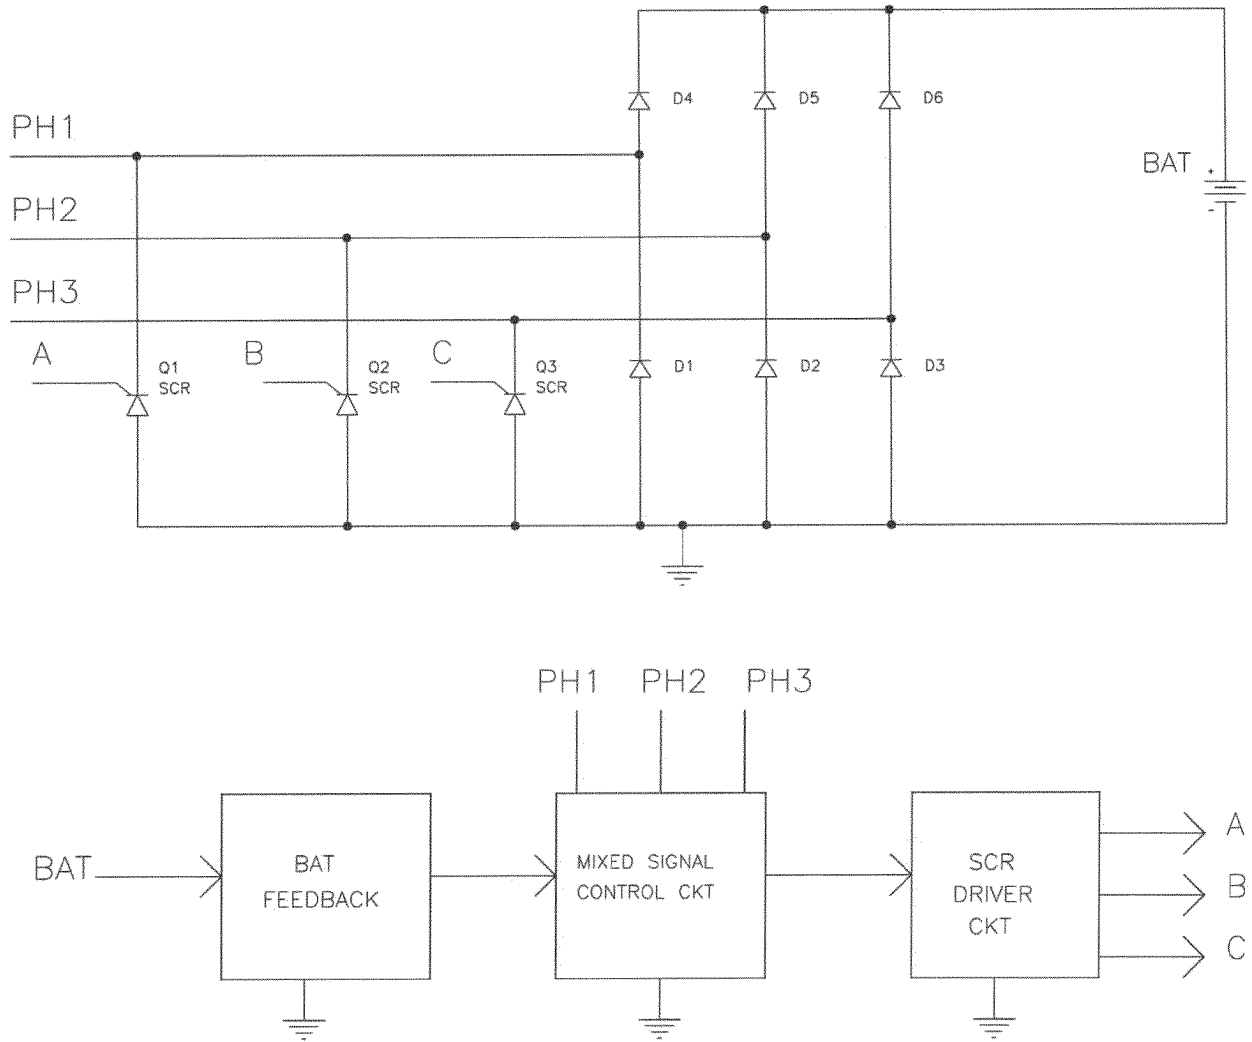 D4
D5
D6
PH1
BAT
+
-
PH2
PH3
A
Q1
SCR
B
Q2
SCR
C
Q3
SCR
D1
D2
D3
PH1
PH2
PH3
BAT
BAT
FEEDBACK
MIXED SIGNAL
CONTROL CKT
SCR
DRIVER
CKT
A
B
C